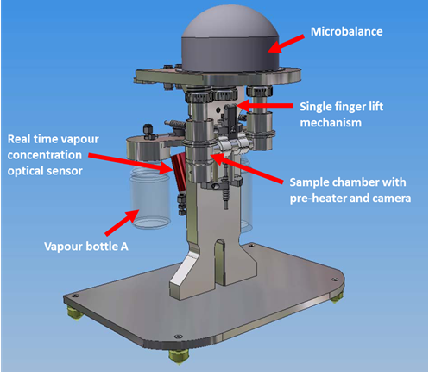 Microbalance
Single finger lift
mechanism
Real time vapour
concentration
optical sensor
Sample chamber with
pre-heater and camera
Vapour bottle A